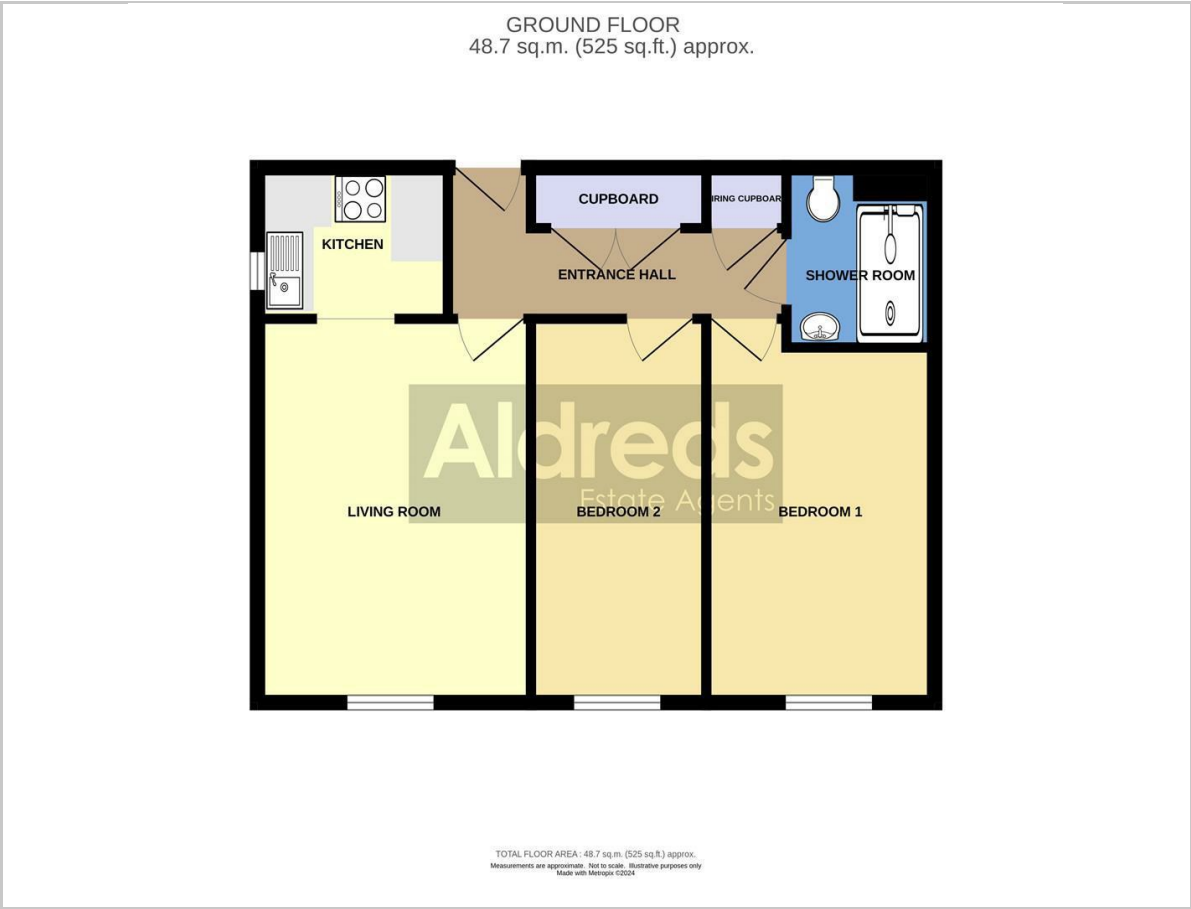 GROUND FLOOR
48.7 sq.m. (525 sq.ft.) approx.
CUPBOARD
IRING CUPBOAR
KITCHEN
ENTRANCE HALL
SHOWER ROOM
Aldreds
Estate Agents
LIVING ROOM
BEDROOM 2
BEDROOM 1
TOTAL FLOOR AREA : 48.7 sq.m. (525 sq.ft.) approx.
Measurements are approximate. Not to scale. Illustrative purposes only
Made with Metropix ©2024